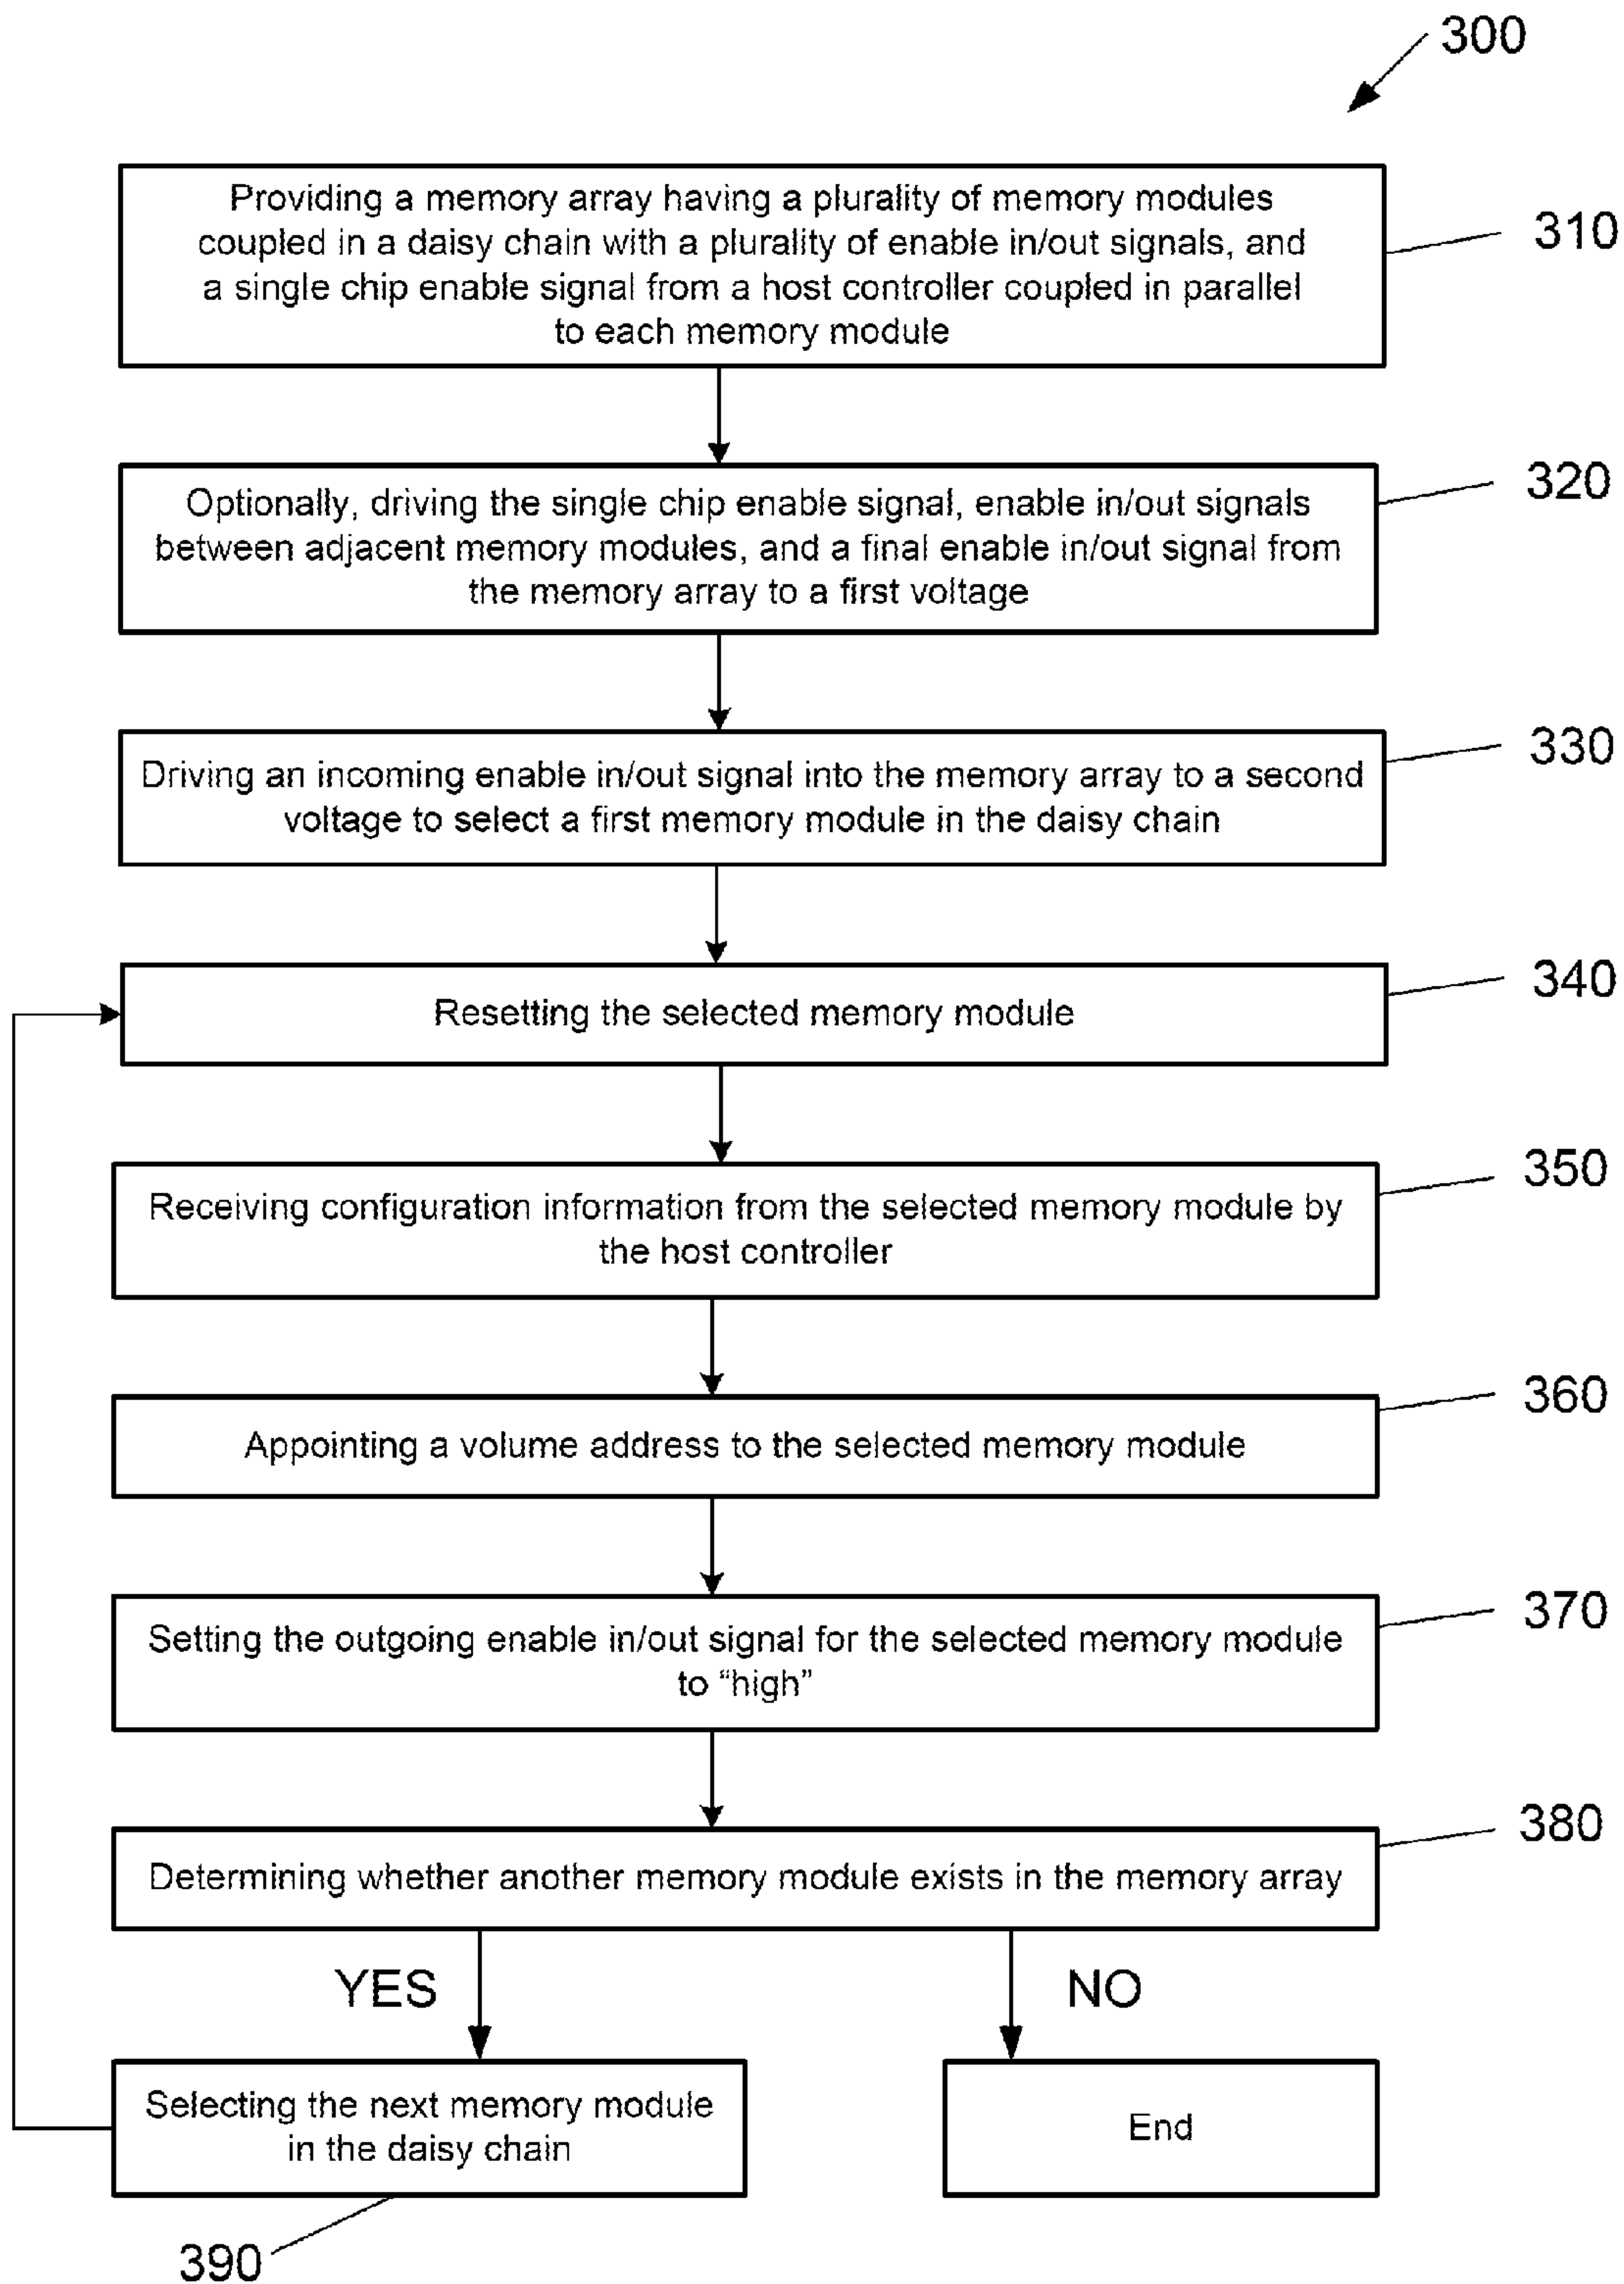 300
Providing a memory array having a plurality of memory modules
coupled in a daisy chain with a plurality of enable in/out signals, and
a single chip enable signal from a host controller coupled in parallel
to each memory module
310
Optionally, driving the single chip enable signal, enable in/out signals
between adjacent memory modules, and a final enable in/out signal from
the memory array to a first voltage
320
Driving an incoming enable in/out signal into the memory array to a second
voltage to select a first memory module in the daisy chain
330
Resetting the selected memory module
340
Receiving configuration information from the selected memory module by
the host controller
350
Appointing a volume address to the selected memory module
360
Setting the outgoing enable in/out signal for the selected memory module
to “high”
370
Determining whether another memory module exists in the memory array
380
YES
NO
Selecting the next memory module
in the daisy chain
End
390